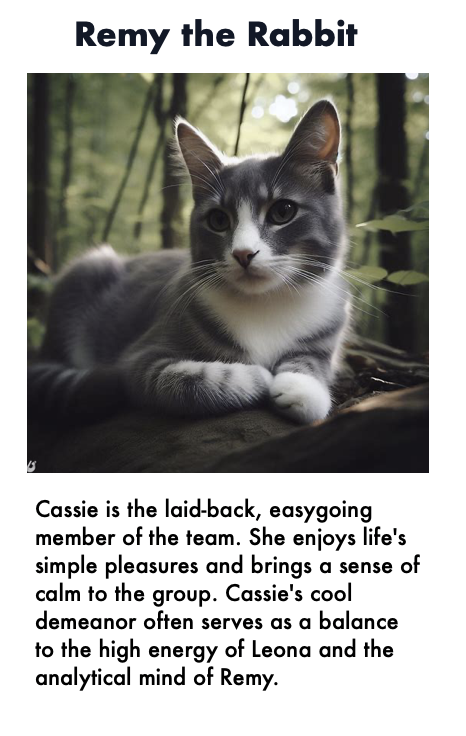 Remy the Rabbit
Cassie is the laid-back, easygoing
member of the team. She enjoys life's
simple pleasures and brings a sense of
calm to the group. Cassie's cool
demeanor often serves as a balance
to the high energy of Leona and the
analytical mind of Remy.